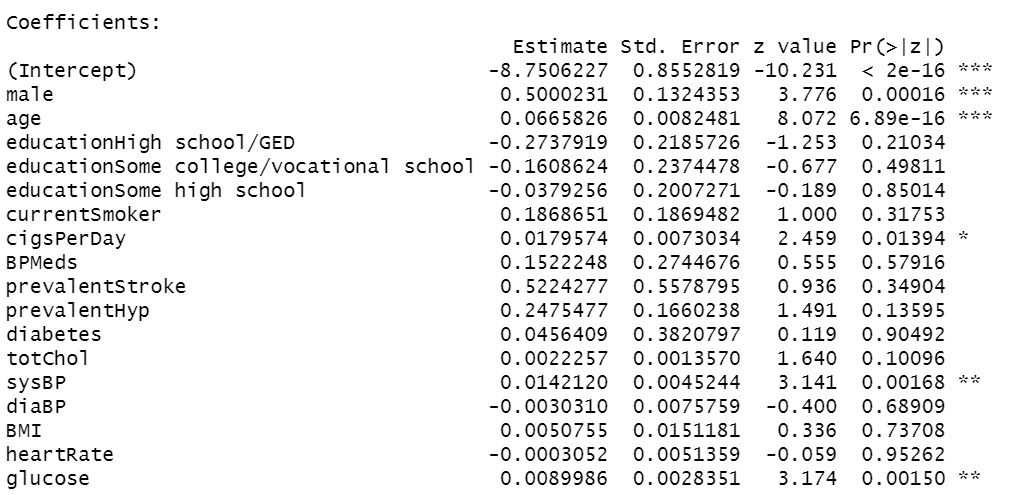 Coefficients:
                                        Estimate Std. Error z value Pr(>|z|)
(Intercept)                           -8.7506227  0.8552819 -10.231  < 2e-16 ***
male                                   0.5000231  0.1324353   3.776  0.00016 ***
age                                    0.0665826  0.0082481   8.072 6.89e-16 ***
educationHigh school/GED              -0.2737919  0.2185726  -1.253  0.21034
educationSome college/vocational school -0.1608624  0.2374478  -0.677  0.49811
educationSome high school             -0.0379256  0.2007271  -0.189  0.85014
currentSmoker                          0.1868651  0.1869482   1.000  0.31753
cigsPerDay                             0.0179574  0.0073034   2.459  0.01394 *
BPMeds                                 0.1522248  0.2744676   0.555  0.57916
prevalentStroke                        0.5224277  0.5578795   0.936  0.34904
prevalentHyp                           0.2475477  0.1660238   1.491  0.13595
diabetes                               0.0456409  0.3820797   0.119  0.90492
totChol                                0.0022257  0.0013570   1.640  0.10096
sysBP                                  0.0142120  0.0045244   3.141  0.00168 **
diaBP                                 -0.0030310  0.0075759  -0.400  0.68909
BMI                                    0.0050755  0.0151181   0.336  0.73708
heartRate                             -0.0003052  0.0051359  -0.059  0.95262
glucose                                0.0089986  0.0028351   3.174  0.00150 **